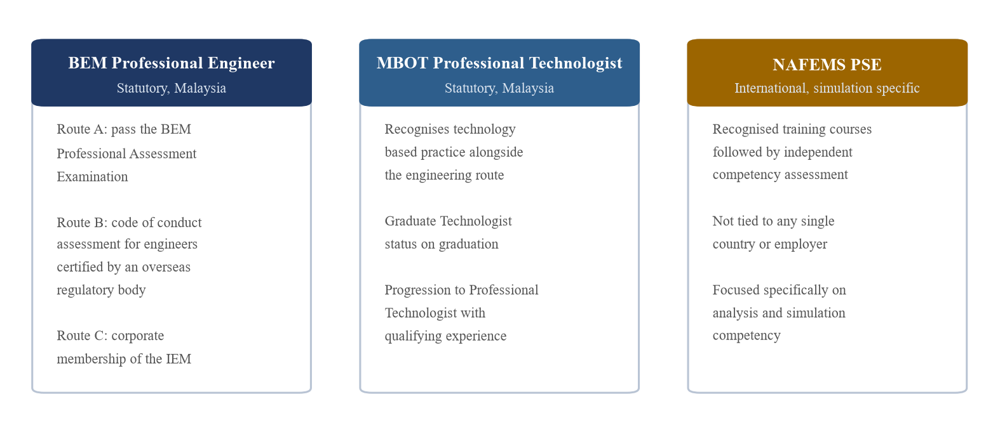 BEM Professional Engineer
Statutory, Malaysia
Route A: pass the BEM
Professional Assessment
Examination
Route B: code of conduct
assessment for engineers
certified by an overseas
regulatory body
Route C: corporate
membership of the IEM
MBOT Professional Technologist
Statutory, Malaysia
Recognises technology
based practice alongside
the engineering route
Graduate Technologist
status on graduation
Progression to Professional
Technologist with
qualifying experience
NAFEMS PSE
International, simulation specific
Recognised training courses
followed by independent
competency assessment
Not tied to any single
country or employer
Focused specifically on
analysis and simulation
competency